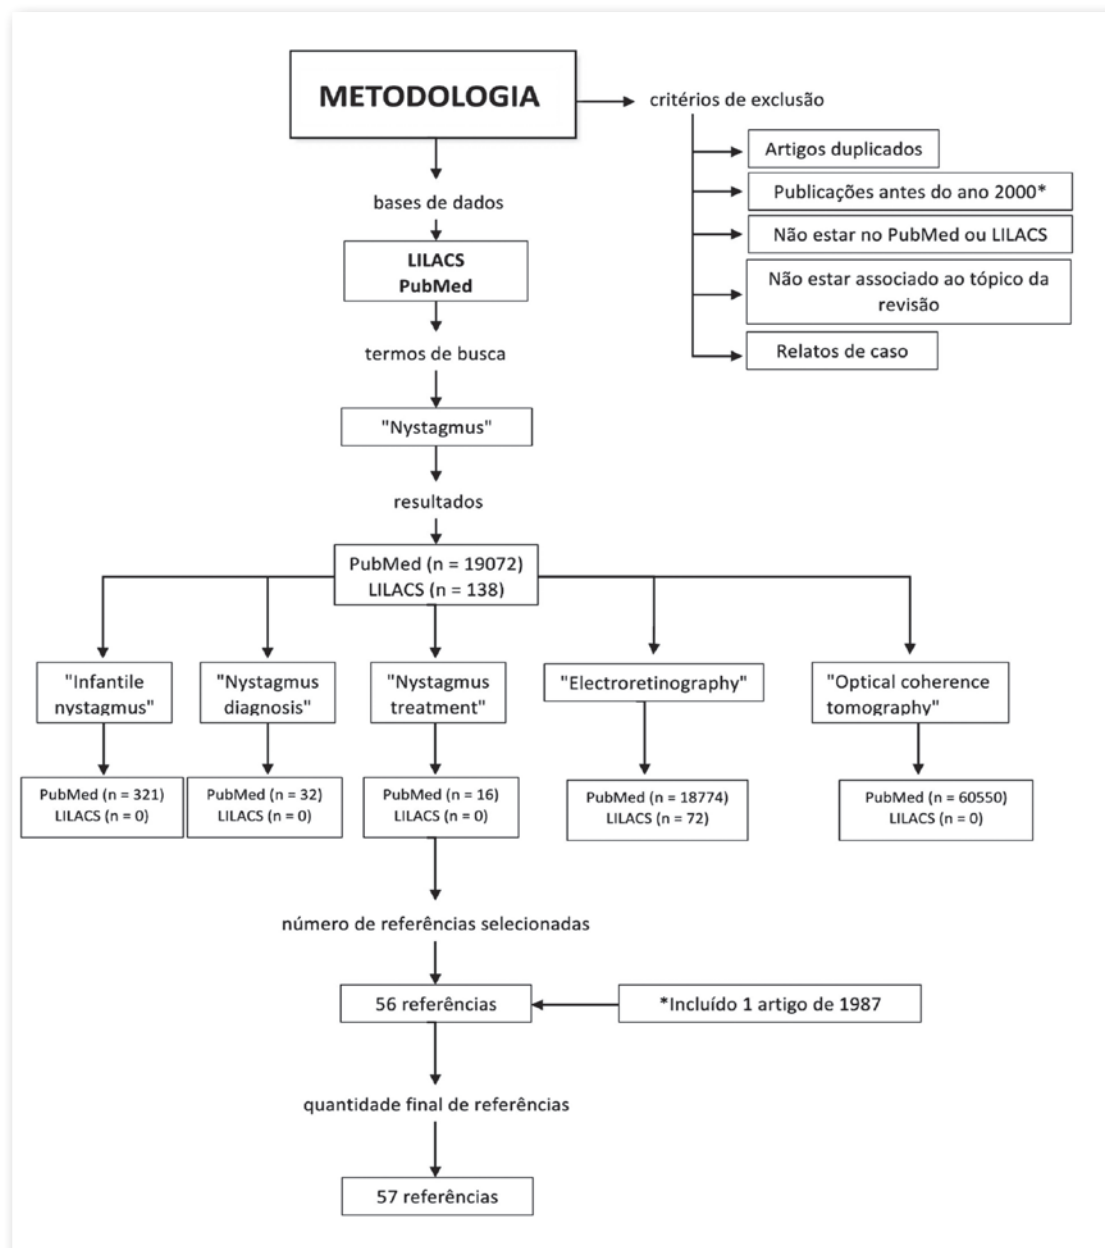 METODOLOGIA
critérios de exclusão
Artigos duplicados
Publicações antes do ano 2000*
Não estar no PubMed ou LILACS
Não estar associado ao tópico da
revisão
Relatos de caso
bases de dados
LILACS
PubMed
termos de busca
"Nystagmus"
resultados
PubMed (n = 19072)
LILACS (n = 138)
"Infantile
nystagmus"
"Nystagmus
diagnosis"
"Nystagmus
treatment"
"Electroretinography"
"Optical coherence
tomography"
PubMed (n = 321)
LILACS (n = 0)
PubMed (n = 32)
LILACS (n = 0)
PubMed (n = 16)
LILACS (n = 0)
PubMed (n = 18774)
LILACS (n = 72)
PubMed (n = 60550)
LILACS (n = 0)
número de referências selecionadas
56 referências
*Incluído 1 artigo de 1987
quantidade final de referências
57 referências